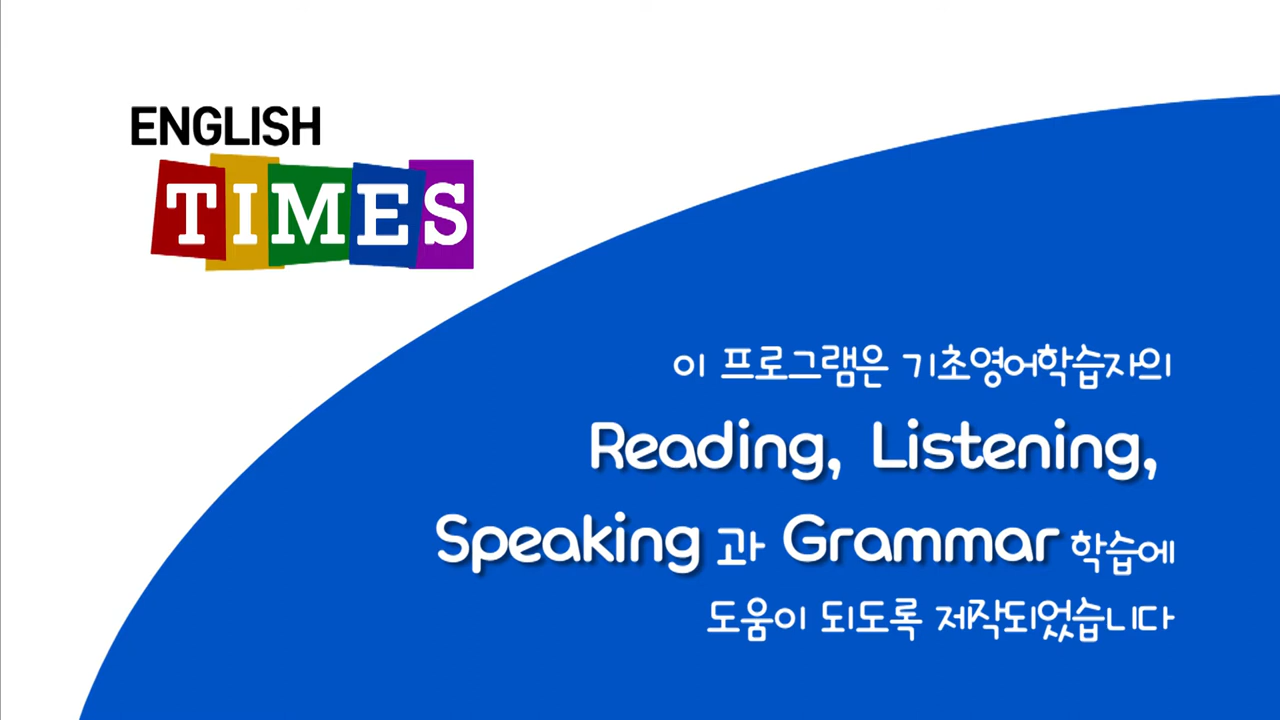 ENGLISH
TIMES
이 프로그램은 기초영어학습자의
Reading, Listening,
Speaking 과 Grammar 학습에
도움이 되도록 제작되었습니다